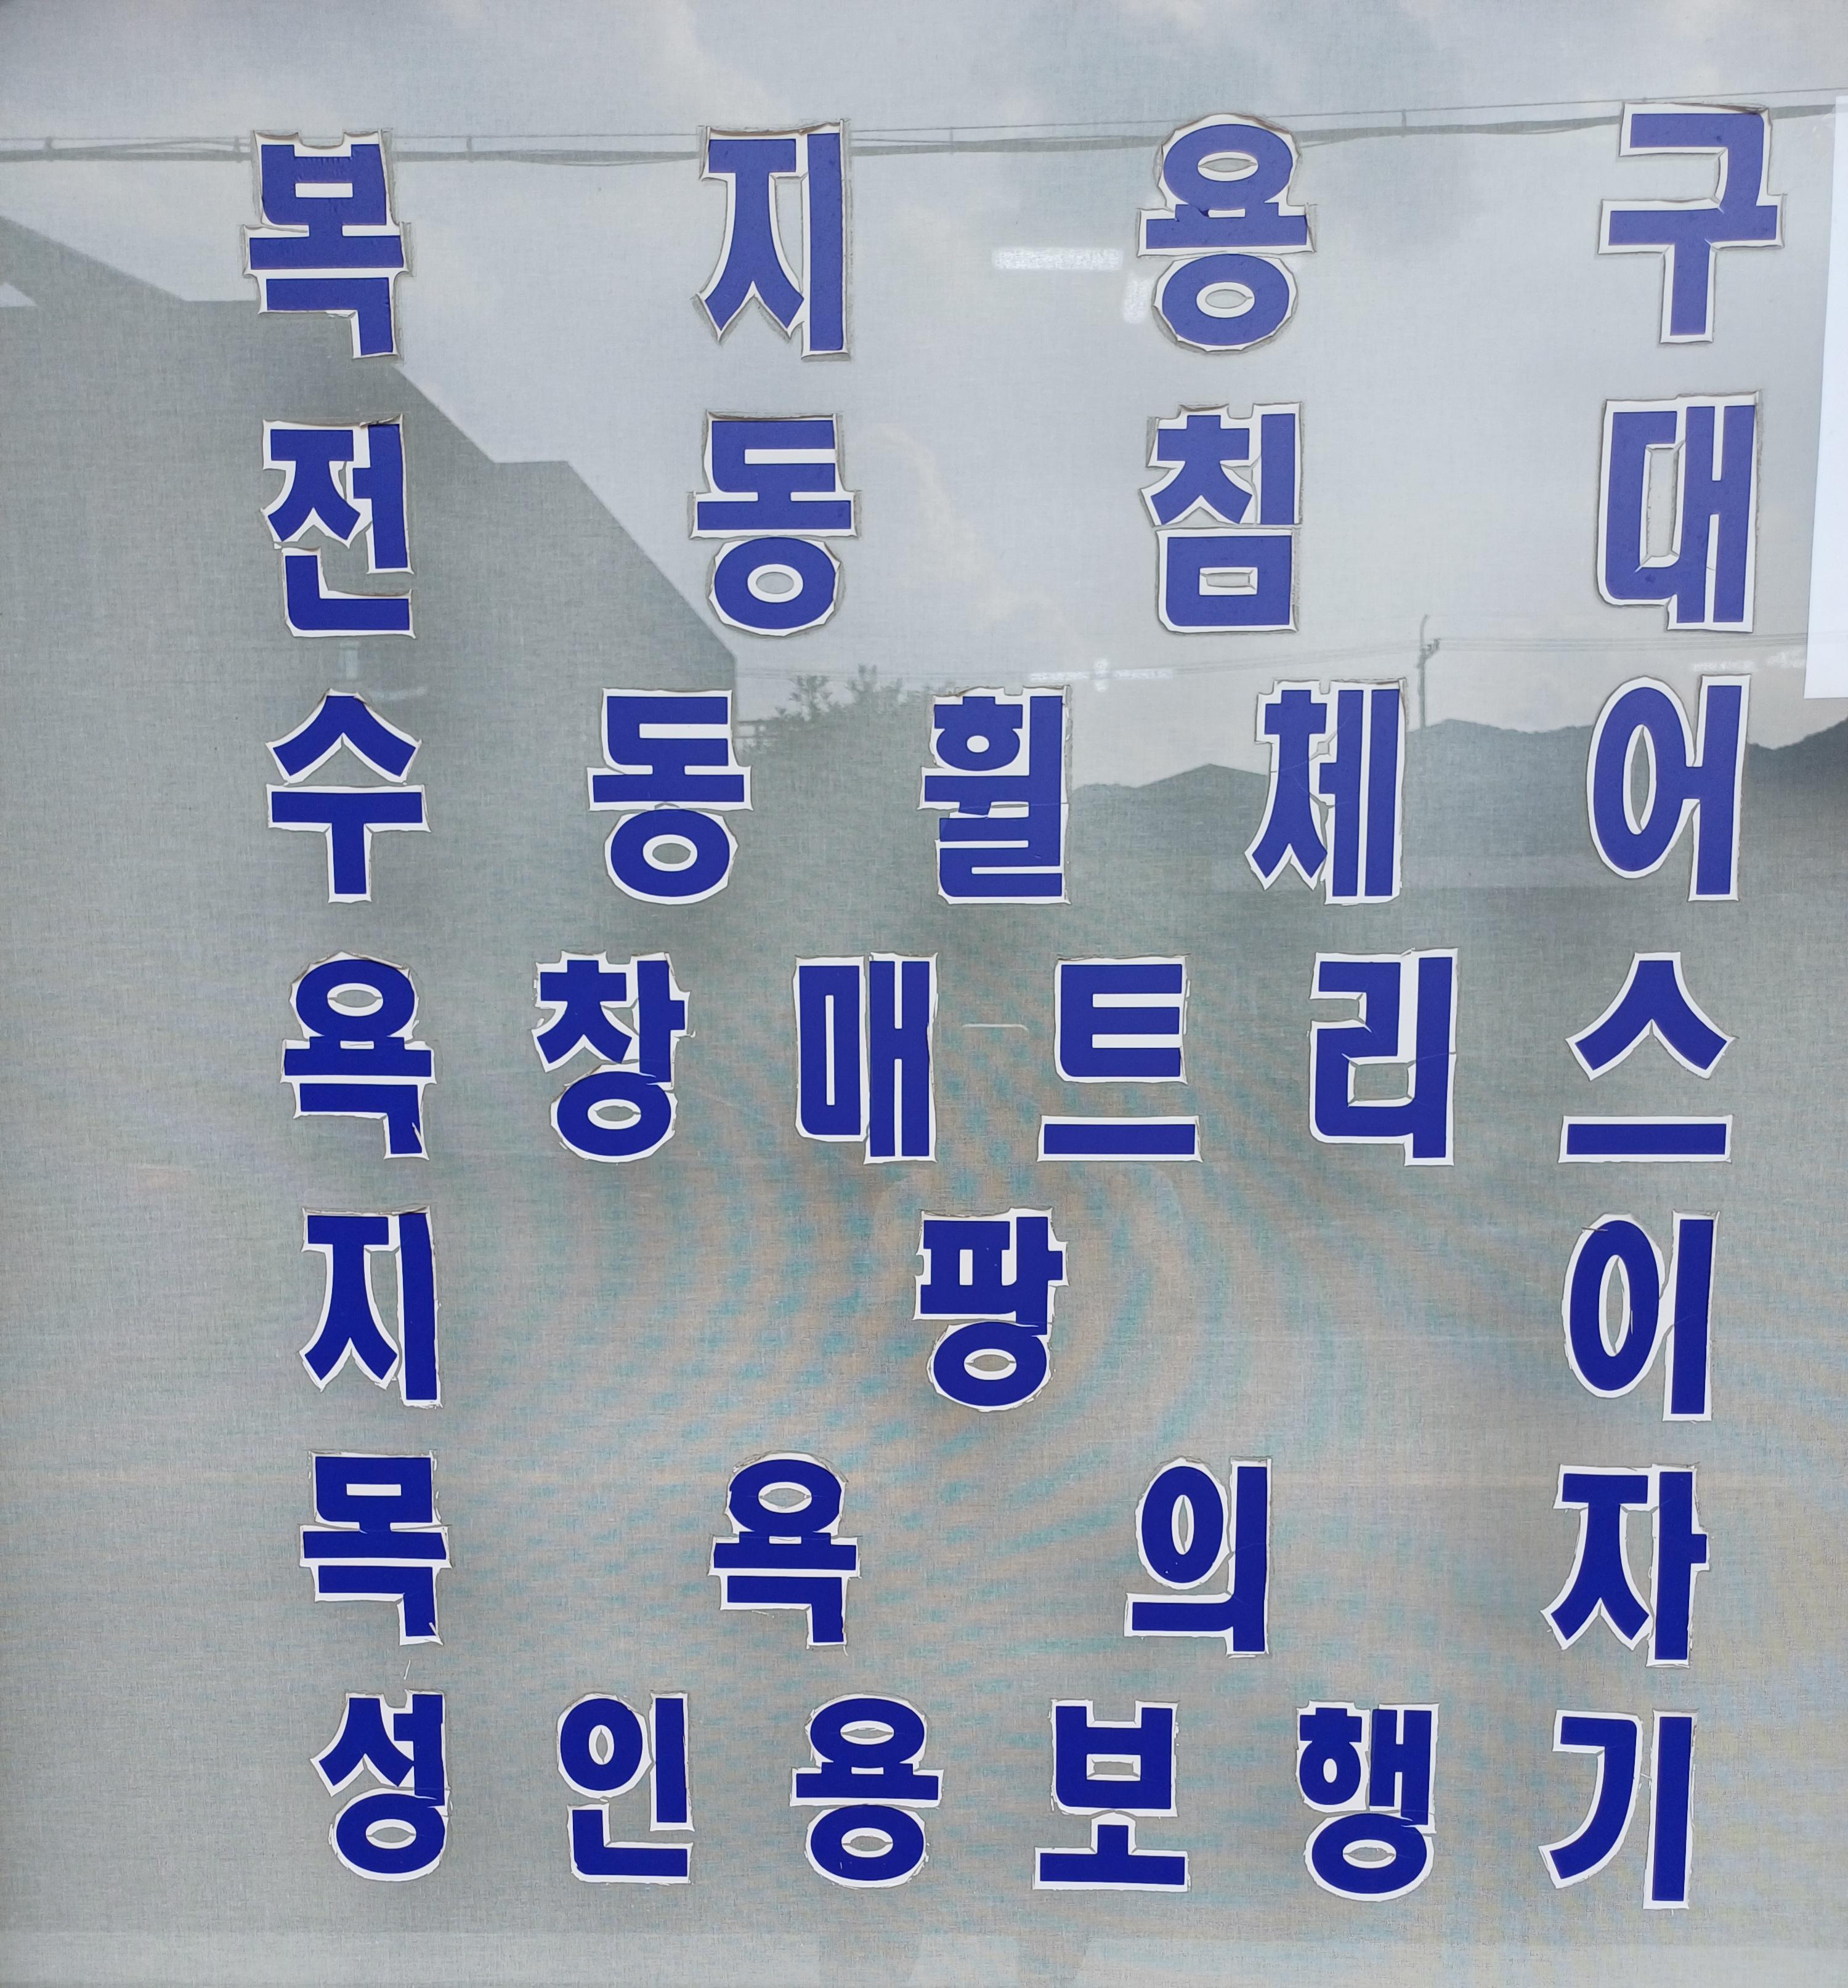 복지용구
전동침대
수동휠체어
욕창매트리스
지팡이
목욕의자
성인용보행기